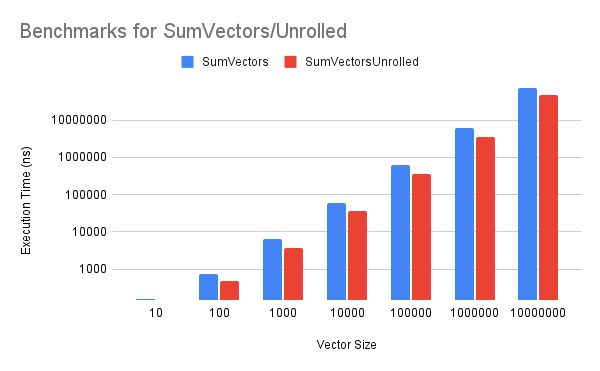 Benchmarks for SumVectors/Unrolled
SumVectors SumVectorsUnrolled
Execution Time (ns)
10000000
1000000
100000
10000
1000
10 100 1000 10000 100000 1000000 10000000
Vector Size